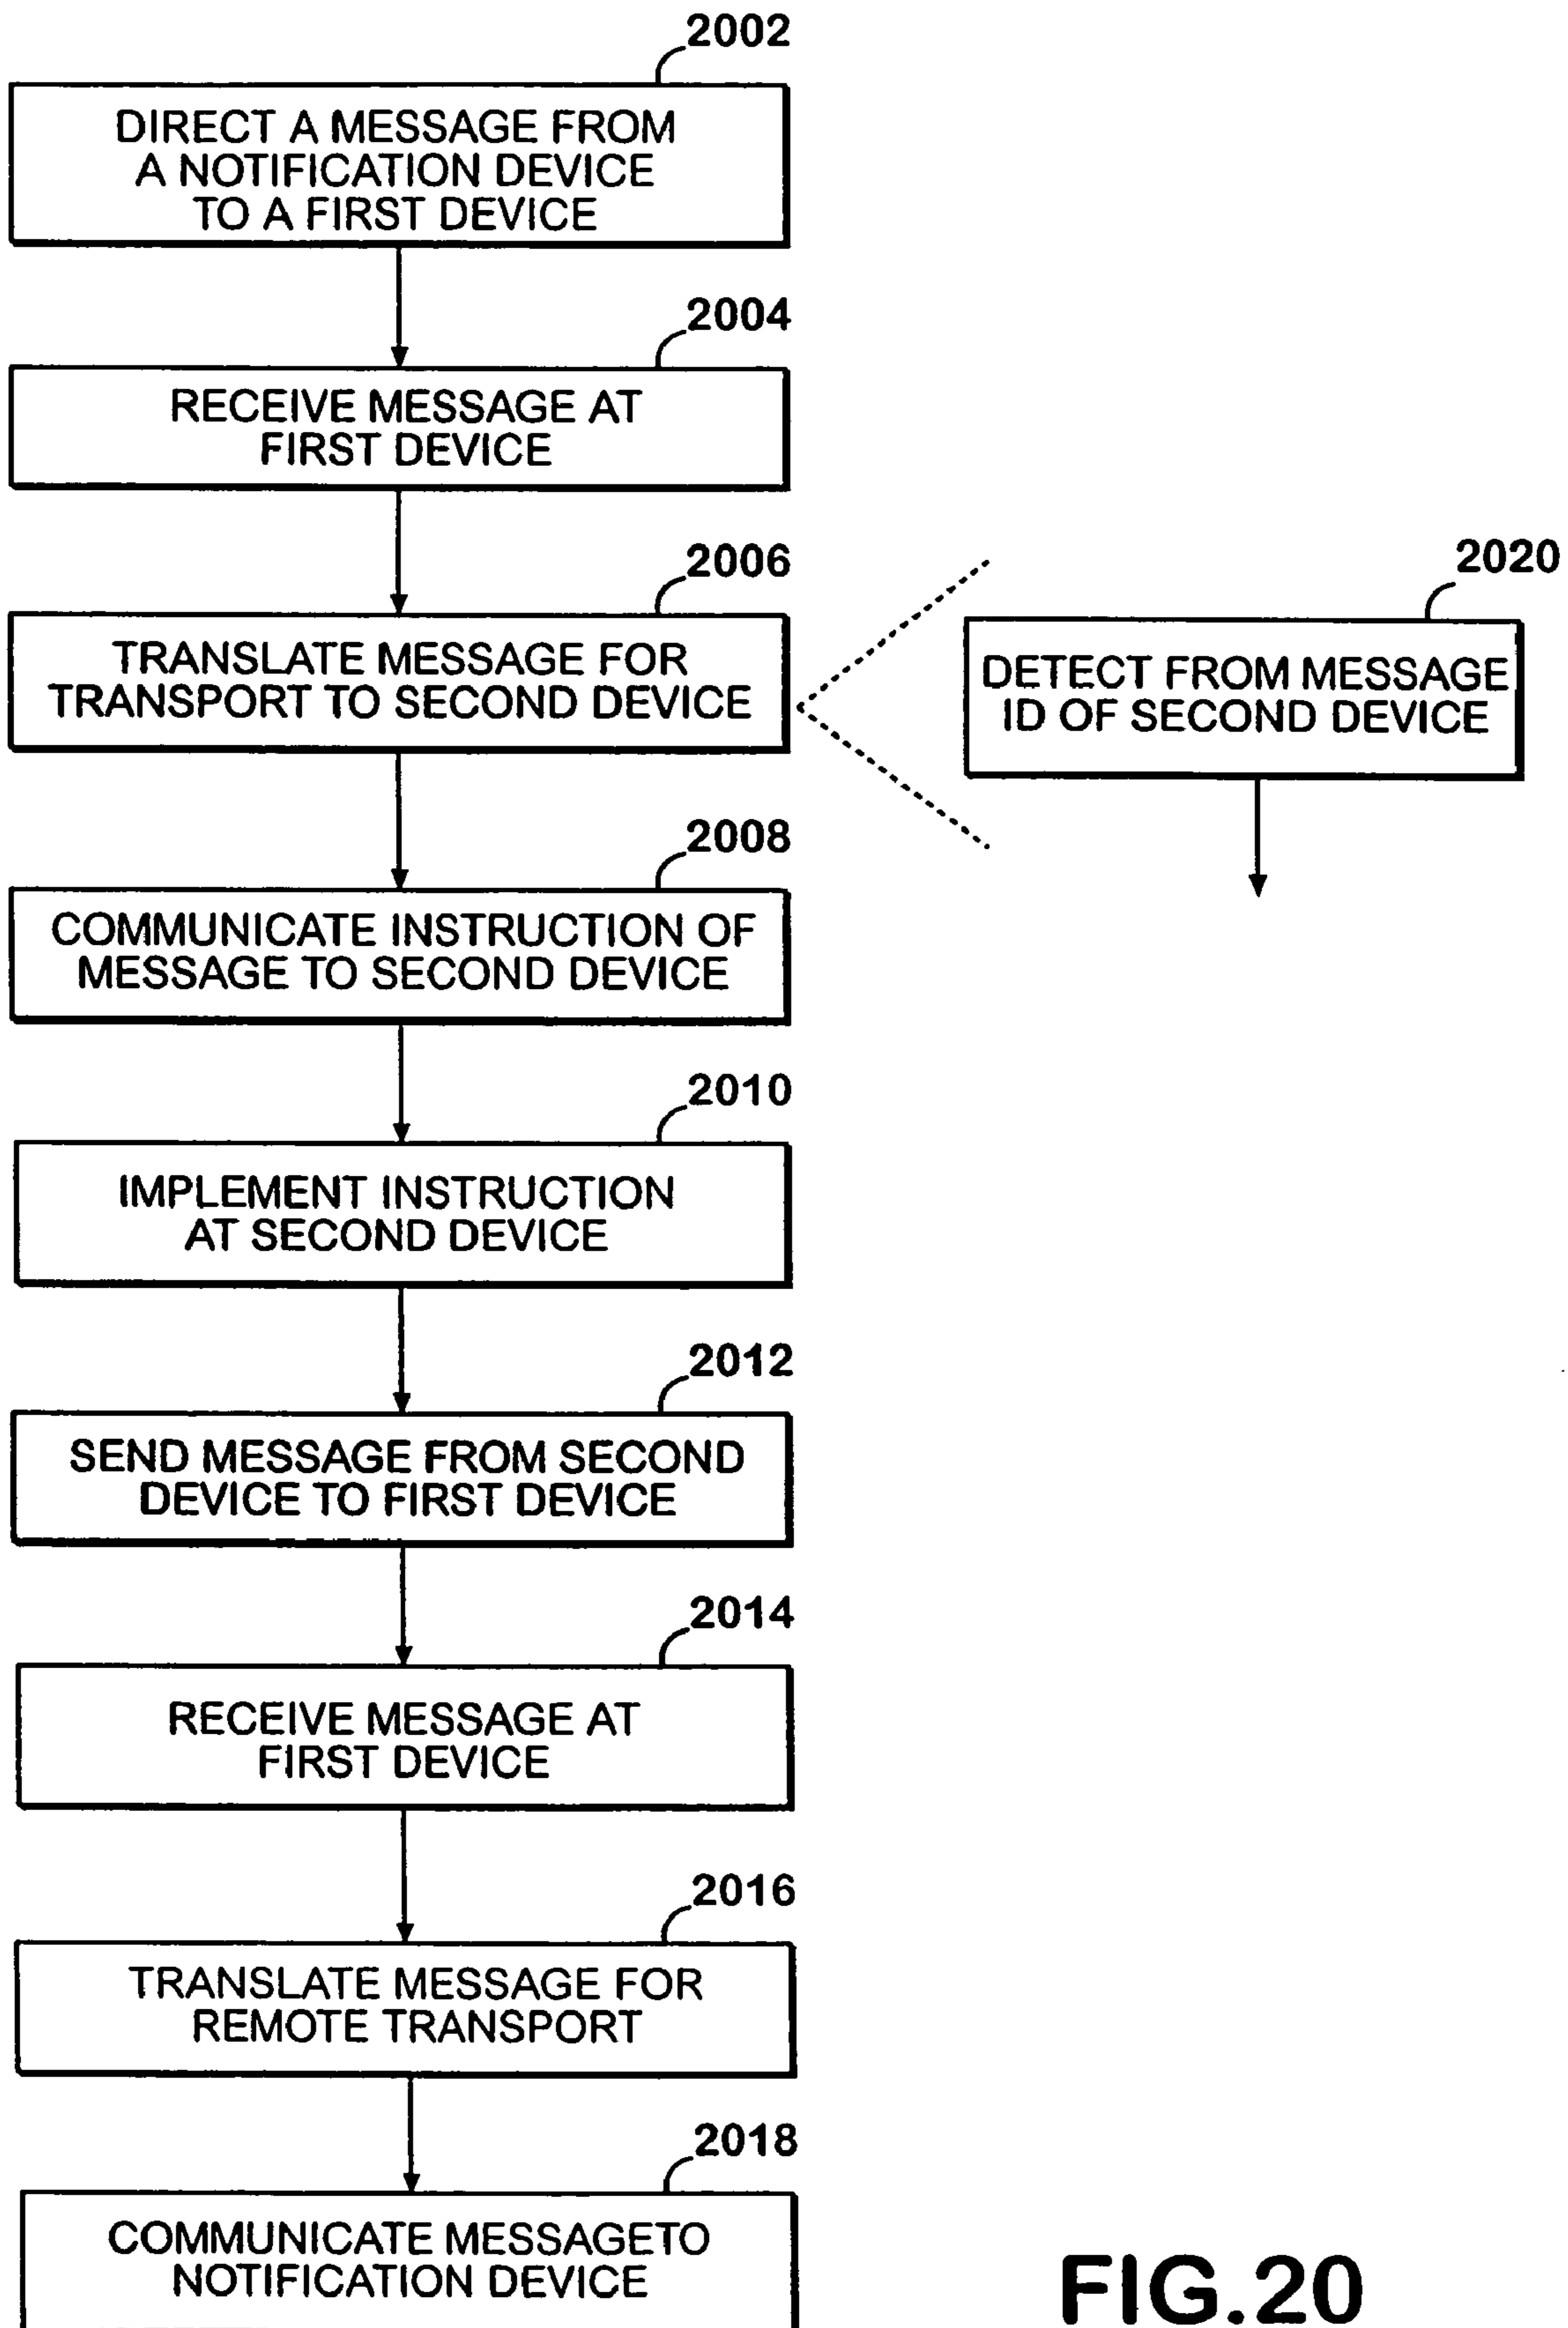 2002
DIRECT A MESSAGE FROM
A NOTIFICATION DEVICE
TO A FIRST DEVICE
2004
RECEIVE MESSAGE AT
FIRST DEVICE
2006
TRANSLATE MESSAGE FOR
TRANSPORT TO SECOND DEVICE
2020
DETECT FROM MESSAGE
ID OF SECOND DEVICE
2008
COMMUNICATE INSTRUCTION OF
MESSAGE TO SECOND DEVICE
2010
IMPLEMENT INSTRUCTION
AT SECOND DEVICE
2012
SEND MESSAGE FROM SECOND
DEVICE TO FIRST DEVICE
2014
RECEIVE MESSAGE AT
FIRST DEVICE
2016
TRANSLATE MESSAGE FOR
REMOTE TRANSPORT
2018
COMMUNICATE MESSAGETO
NOTIFICATION DEVICE
FIG.20